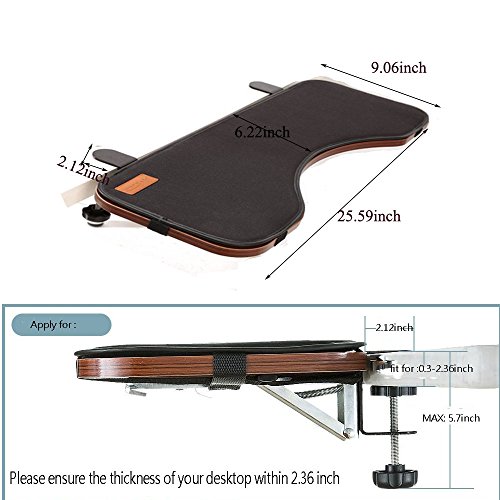 9.06inch
6.22inch
2.12inch
25.59inch
Apply for :
2.12inch
fit for :0.3-2.36inch
MAX: 5.7inch
Please ensure the thickness of your desktop within 2.36 inch